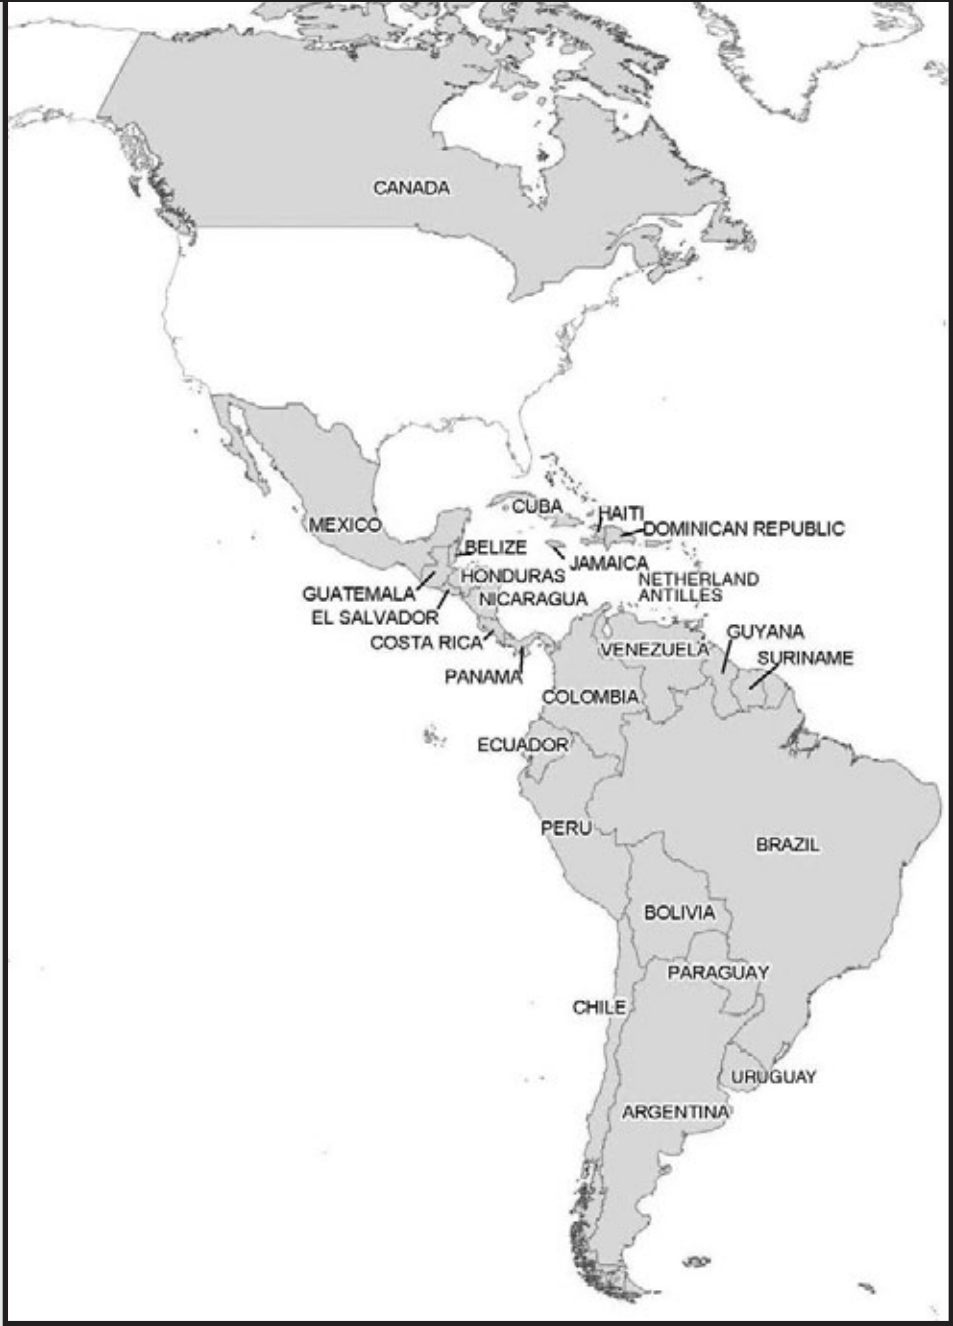 CANADA
MEXICO
CUBA
HAITI
DOMINICAN REPUBLIC
BELIZE
JAMAICA
HONDURAS
NETHERLAND
ANTILLES
GUATEMALA
NICARAGUA
EL SALVADOR
COSTA RICA
GUYANA
VENEZUELA
SURINAME
PANAMA
COLOMBIA
ECUADOR
PERU
BRAZIL
BOLIVIA
PARAGUAY
CHILE
URUGUAY
ARGENTINA